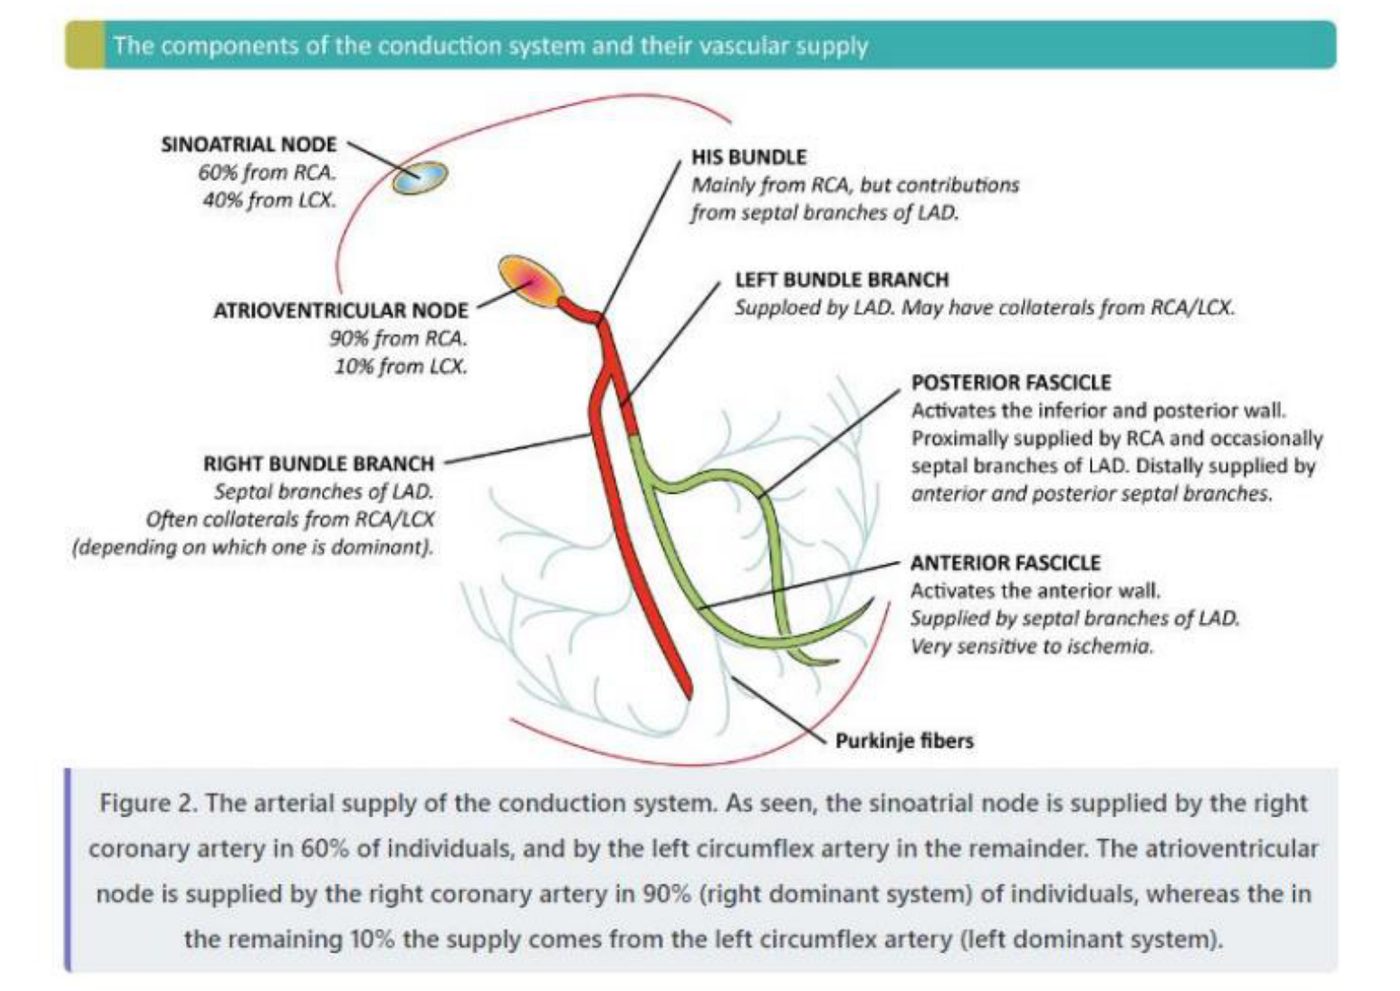 The components of the conduction system and their vascular supply
SINOATRIAL NODE
60% from RCA.
40% from LCX.
HIS BUNDLE
Mainly from RCA, but contributions
from septal branches of LAD.
LEFT BUNDLE BRANCH
Supploed by LAD. May have collaterals from RCA/LCX.
ATRIOVENTRICULAR NODE
90% from RCA.
10% from LCX.
POSTERIOR FASCICLE
Activates the inferior and posterior wall.
Proximally supplied by RCA and occasionally
septal branches of LAD. Distally supplied by
anterior and posterior septal branches.
RIGHT BUNDLE BRANCH
Septal branches of LAD.
Often collaterals from RCA/LCX
(depending on which one is dominant).
ANTERIOR FASCICLE
Activates the anterior wall.
Supplied by septal branches of LAD.
Very sensitive to ischemia.
Purkinje fibers
Figure 2. The arterial supply of the conduction system. As seen, the sinoatrial node is supplied by the right
coronary artery in 60% of individuals, and by the left circumflex artery in the remainder. The atrioventricular
node is supplied by the right coronary artery in 90% (right dominant system) of individuals, whereas the in
the remaining 10% the supply comes from the left circumflex artery (left dominant system).